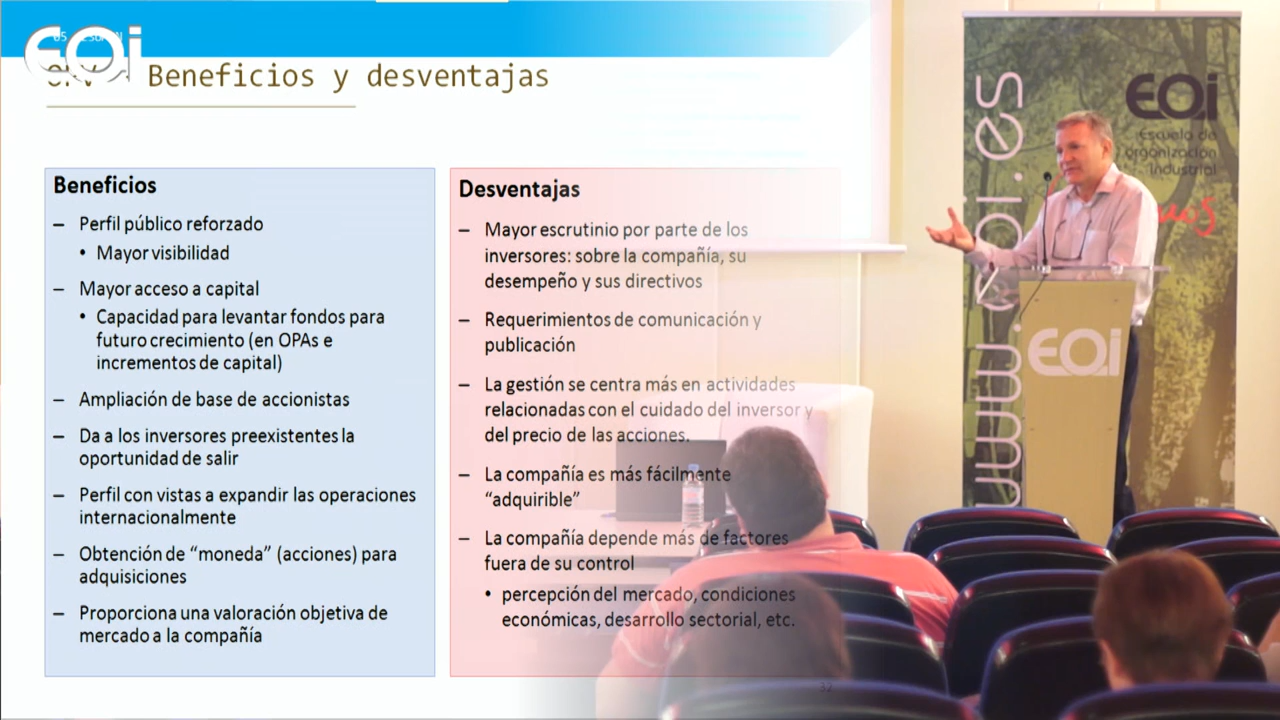 EOi
Beneficios y desventajas
Beneficios
– Perfil público reforzado
• Mayor visibilidad
– Mayor acceso a capital
• Capacidad para levantar fondos para
futuro crecimiento (en OPAs e
incrementos de capital)
– Ampliación de base de accionistas
– Da a los inversores preexistentes la
oportunidad de salir
– Perfil con vistas a expandir las operaciones
internacionalmente
– Obtención de “moneda” (acciones) para
adquisiciones
– Proporciona una valoración objetiva de
mercado a la compañía
Desventajas
– Mayor escrutinio por parte de los
inversores: sobre la compañía, su
desempeño y sus directivos
– Requerimientos de comunicación y
publicación
– La gestión se centra más en actividades
relacionadas con el cuidado del inversor y
del precio de las acciones.
– La compañía es más fácilmente
“adquirible”
– La compañía depende más de factores
fuera de su control
• percepción del mercado, condiciones
económicas, desarrollo sectorial, etc.
32
www.eoi.es
EOi
Escuela de
organización
industrial
EOi